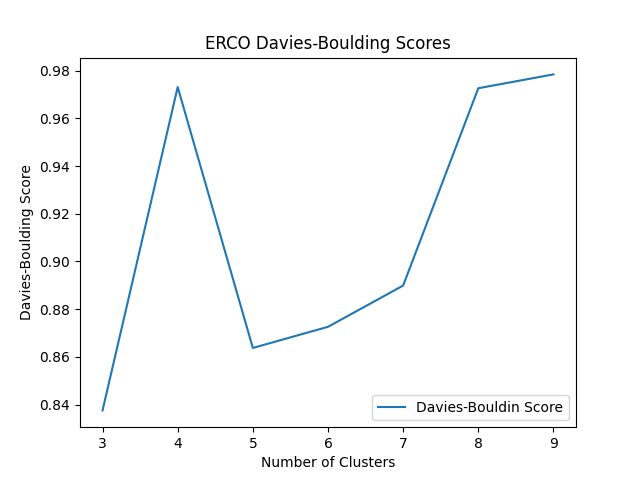 ERCO Davies-Boulding Scores
Davies-Boulding Score
0.98
0.96
0.94
0.92
0.90
0.88
0.86
0.84
Davies-Bouldin Score
3 4 5 6 7 8 9
Number of Clusters